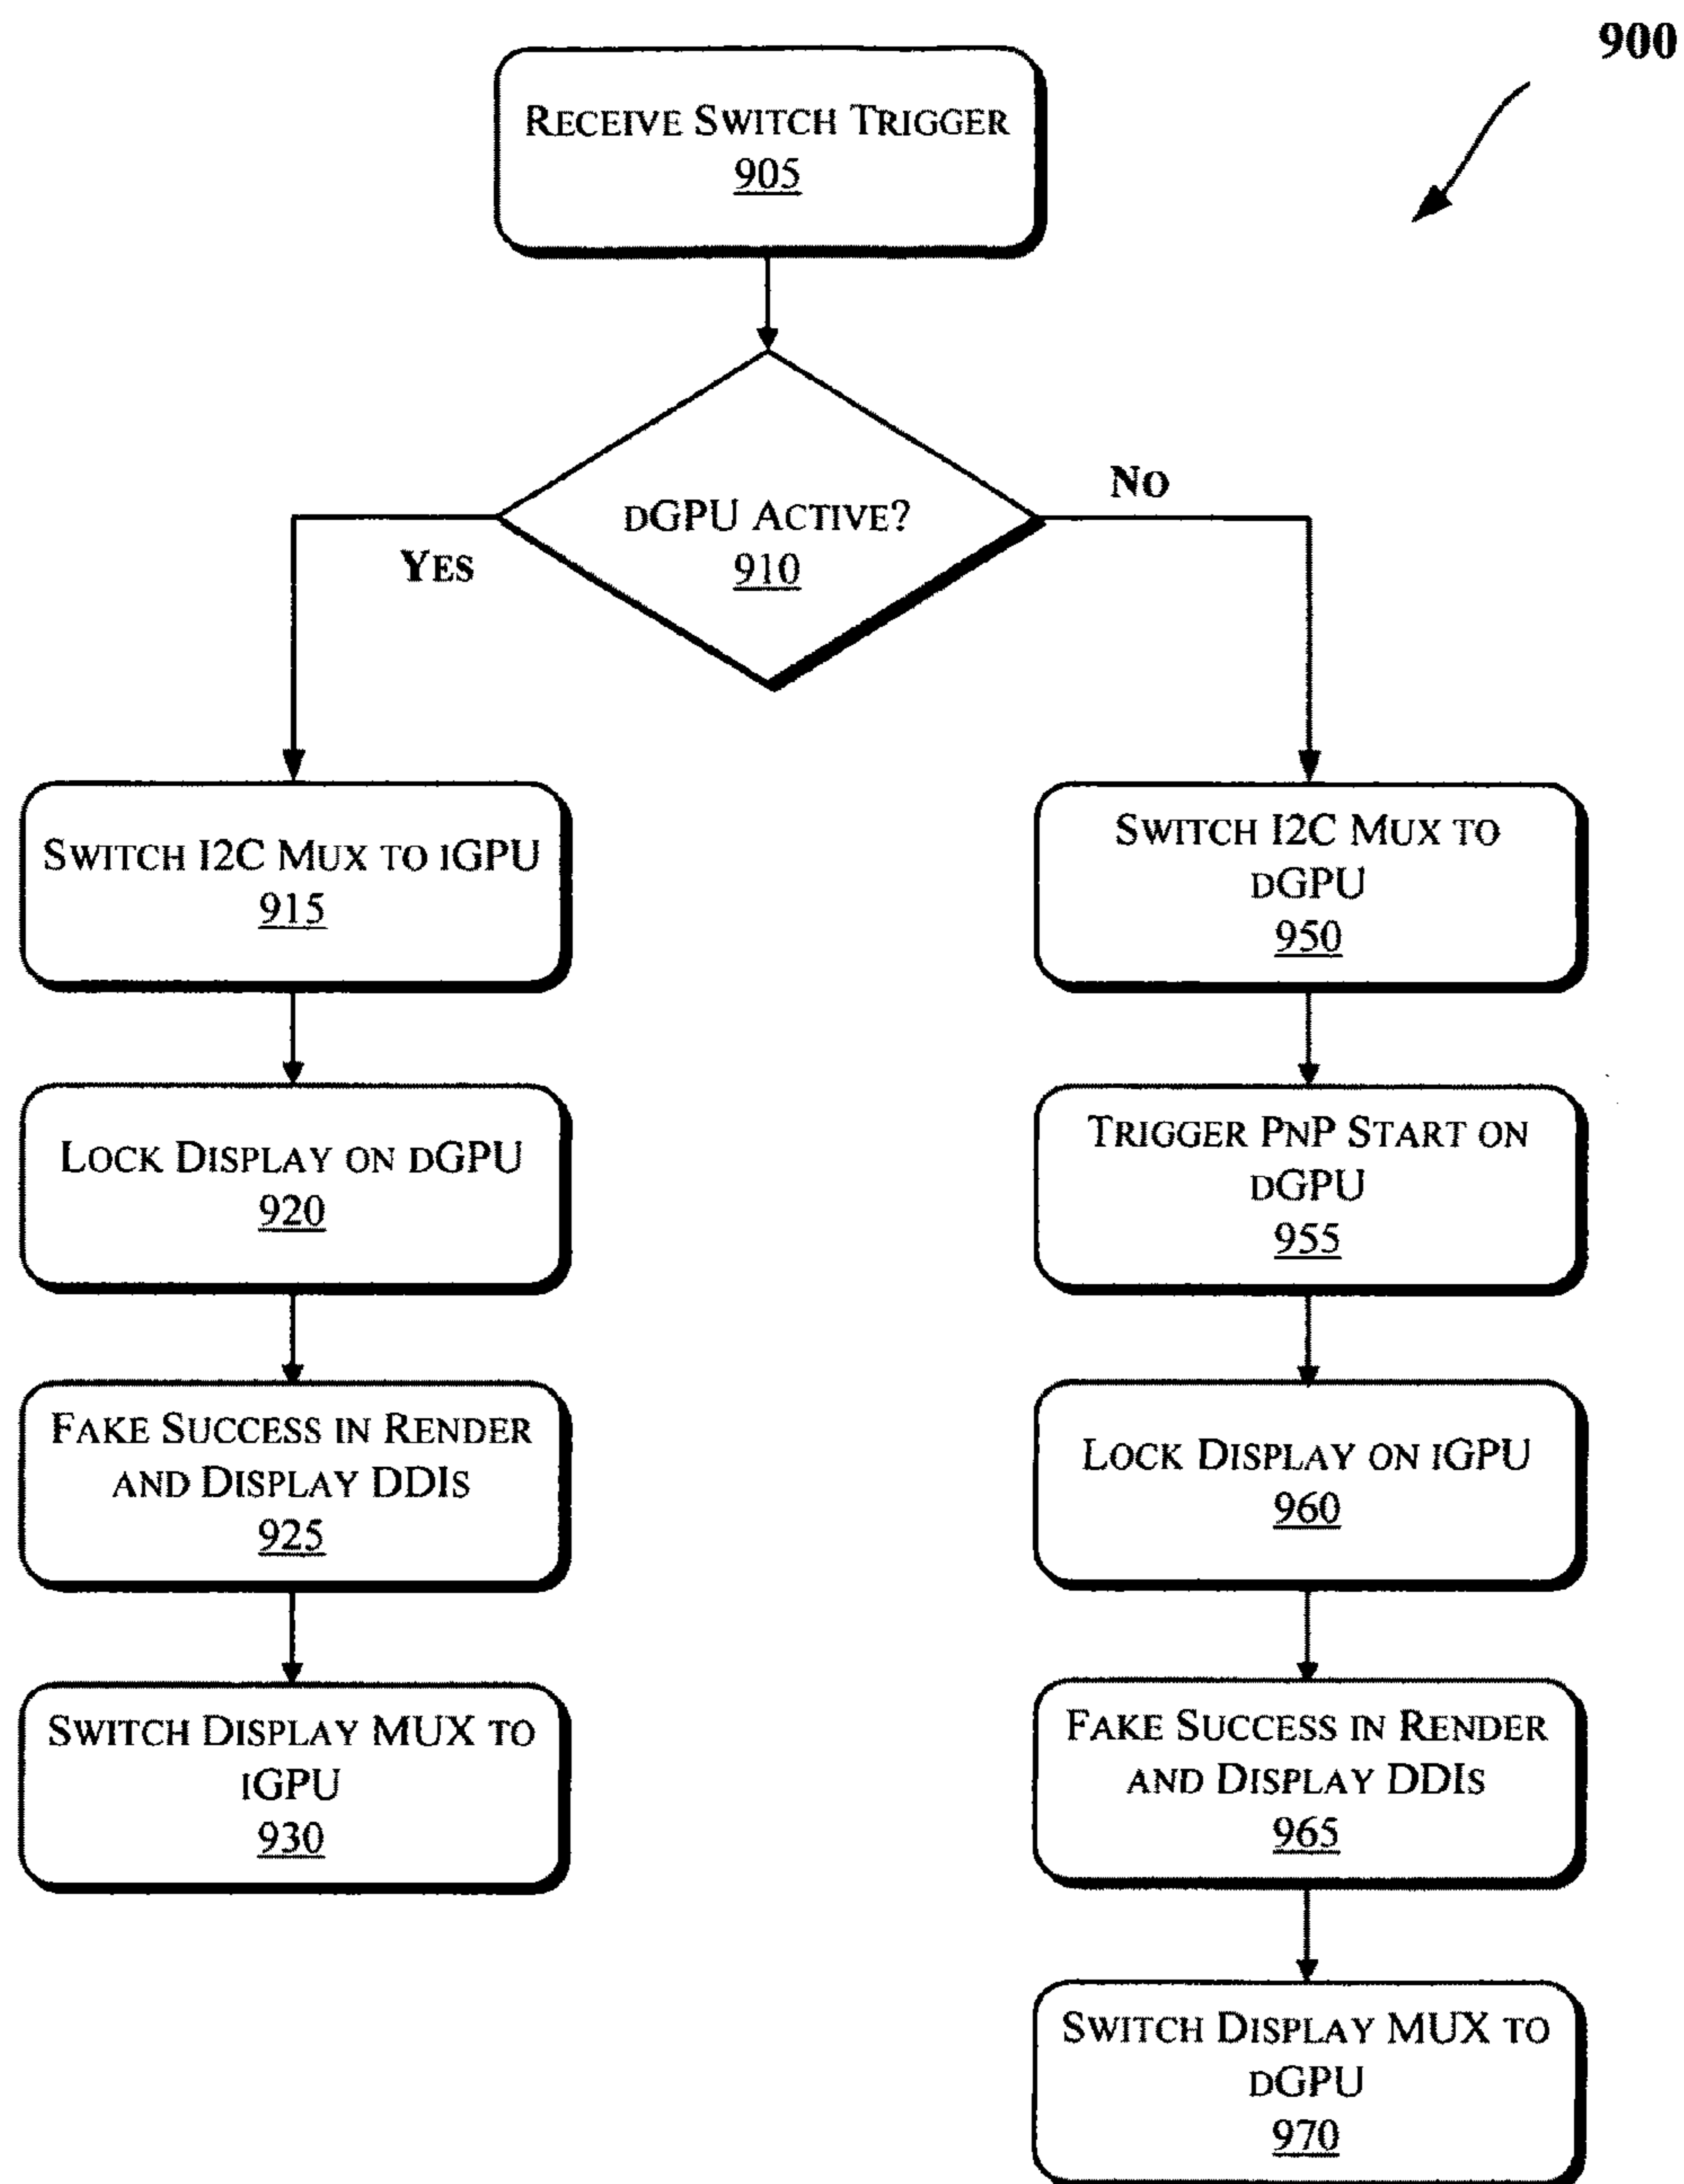 900
RECEIVE SWITCH TRIGGER
905
DGPU ACTIVE?
910
YES
NO
SWITCH I2C MUX TO IGPU
915
LOCK DISPLAY ON DGPU
920
FAKE SUCCESS IN RENDER
AND DISPLAY DDIS
925
SWITCH DISPLAY MUX TO
IGPU
930
SWITCH I2C MUX TO
DGPU
950
TRIGGER PNP START ON
DGPU
955
LOCK DISPLAY ON IGPU
960
FAKE SUCCESS IN RENDER
AND DISPLAY DDIS
965
SWITCH DISPLAY MUX TO
DGPU
970